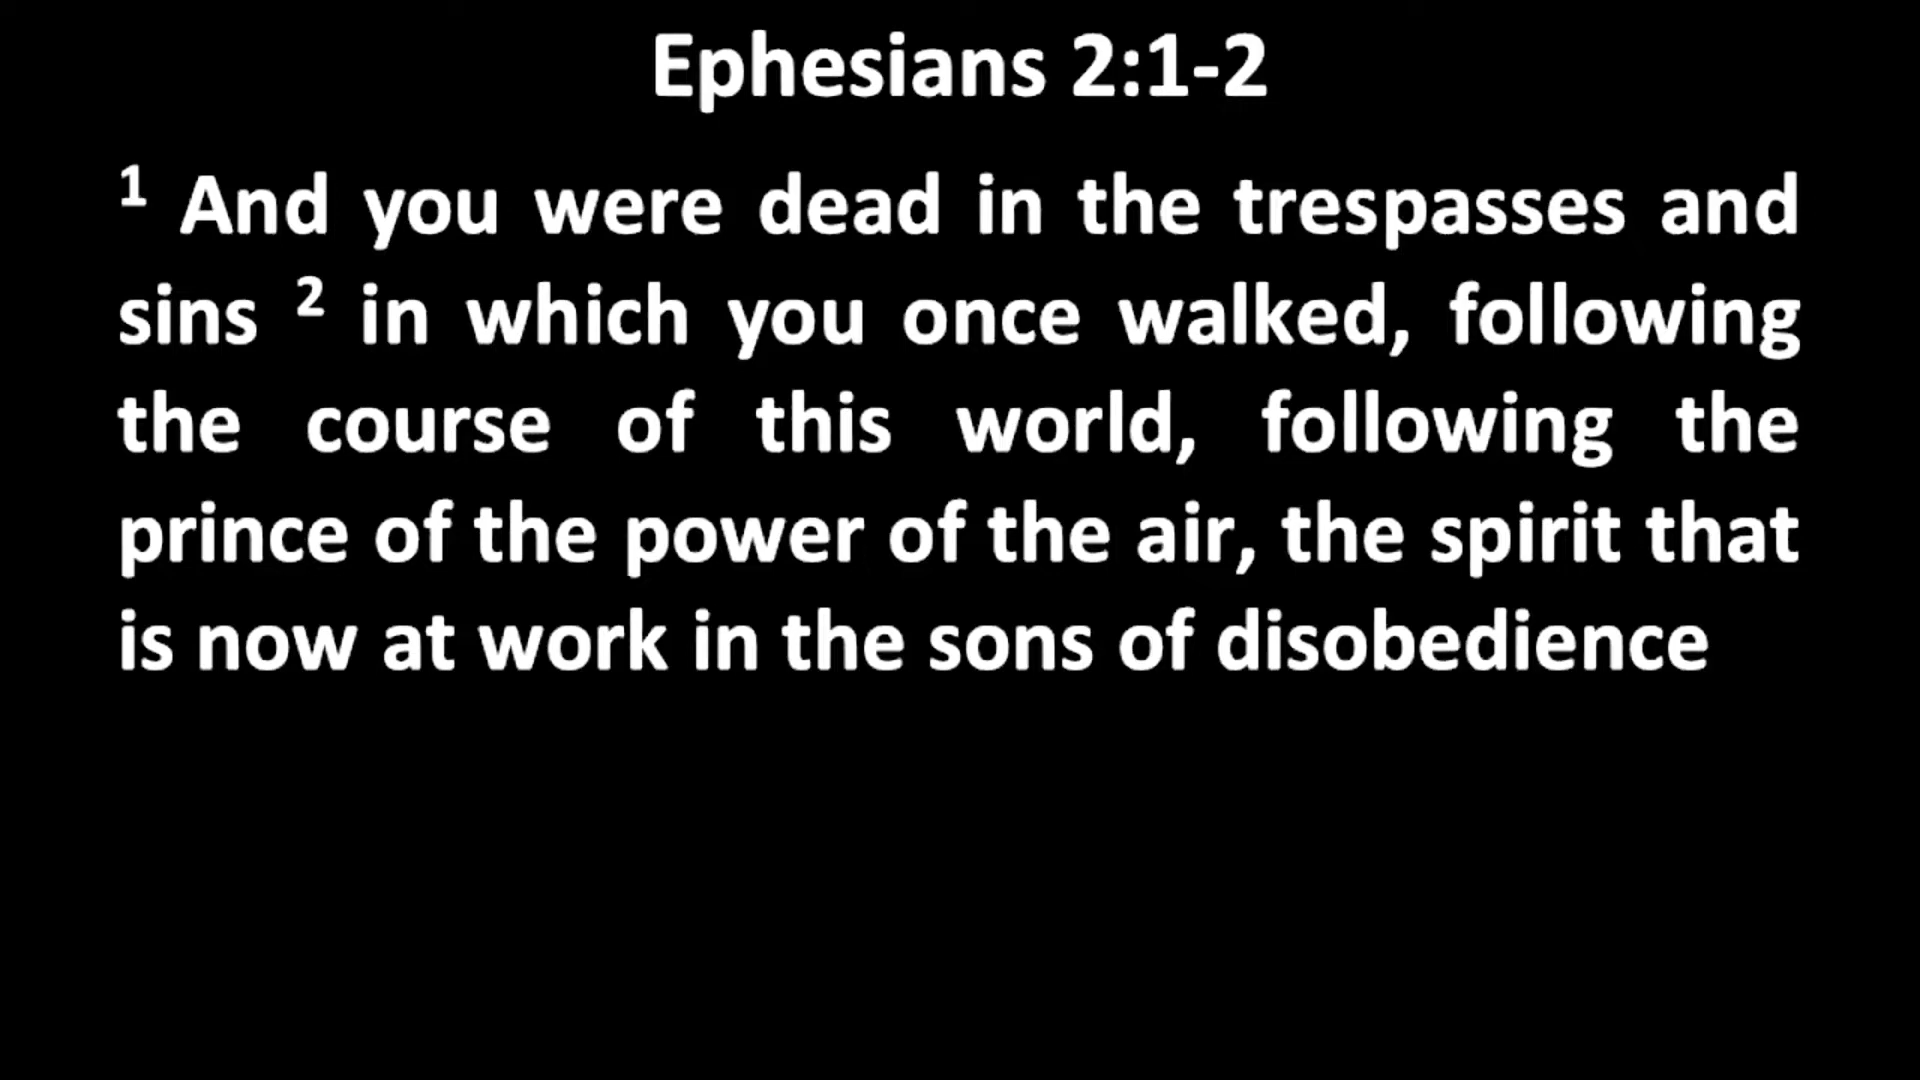 Ephesians 2:1-2
¹ And you were dead in the trespasses and
sins ² in which you once walked, following
the course of this world, following the
prince of the power of the air, the spirit that
is now at work in the sons of disobedience